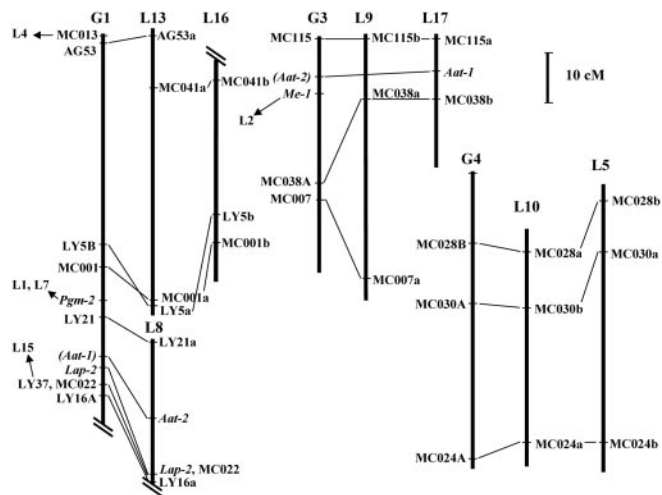 G1 L13 L16 G3 L9 L17
L4 MC013 AG53a MC115 MC115b MC115a
AG53
10 cM
(Aat-2) Aat-1
MC041a MC041b
Me-1 MC038a MC038b
L2
G4
L5
MC038A
L10
MC007 MC028b
LY5b
LY5B MC001b MC028B MC028a MC030a
MC001
MC007a
L1, L7 MC001a MC030A MC030b
Pgm-2 LY5a
LY21 L8
LY21a
L15 (Aat-1)
Lap-2
LY37, MC022
LY16A Aat-2
MC024a MC024b
MC024A
Lap-2, MC022
LY16a